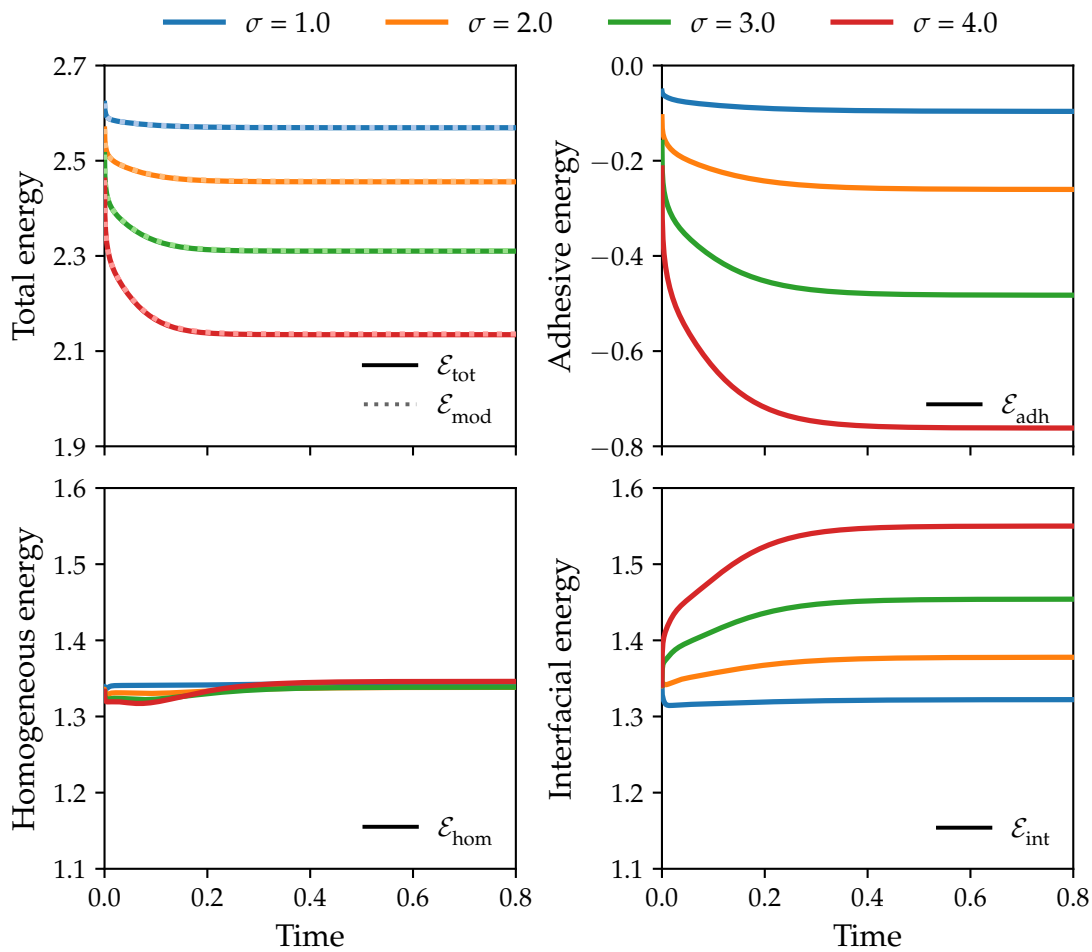 σ = 1.0 σ = 2.0 σ = 3.0 σ = 4.0
Total energy
2.7
2.5
2.3
2.1
1.9
ℰtot
ℰmod
Adhesive energy
0.0
−0.2
−0.4
−0.6
−0.8
ℰadh
Homogeneous energy
1.6
1.5
1.4
1.3
1.2
1.1
ℰhom
0.0 0.2 0.4 0.6 0.8
Time
Interfacial energy
1.6
1.5
1.4
1.3
1.2
1.1
ℰint
0.0 0.2 0.4 0.6 0.8
Time